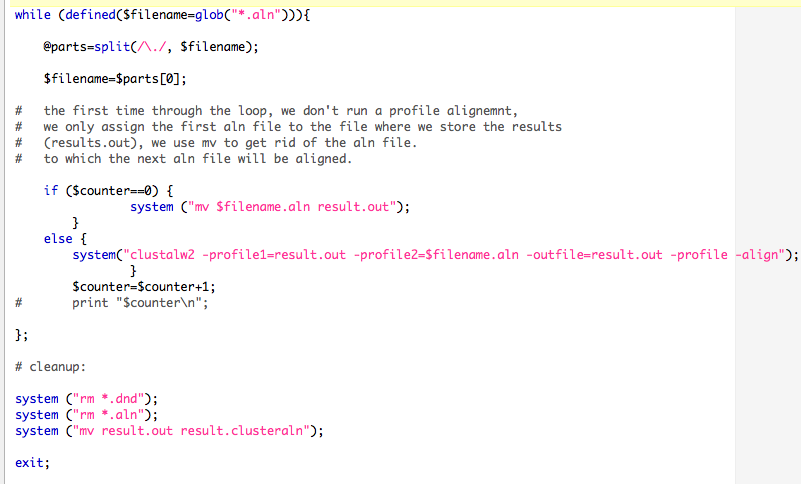 while (defined($filename=glob("*.aln"))){
@parts=split(/\./, $filename);
$filename=$parts[0];
# the first time through the loop, we don't run a profile alignemnt,
# we only assign the first aln file to the file where we store the results
# (results.out), we use mv to get rid of the aln file.
# to which the next aln file will be aligned.
if ($counter==0) {
system ("mv $filename.aln result.out");
}
else {
system("clustalw2 -profile1=result.out -profile2=$filename.aln -outfile=result.out -profile -align");
}
$counter=$counter+1;
# print "$counter\n";
};
# cleanup:
system ("rm *.dnd");
system ("rm *.aln");
system ("mv result.out result.clusteraln");
exit;